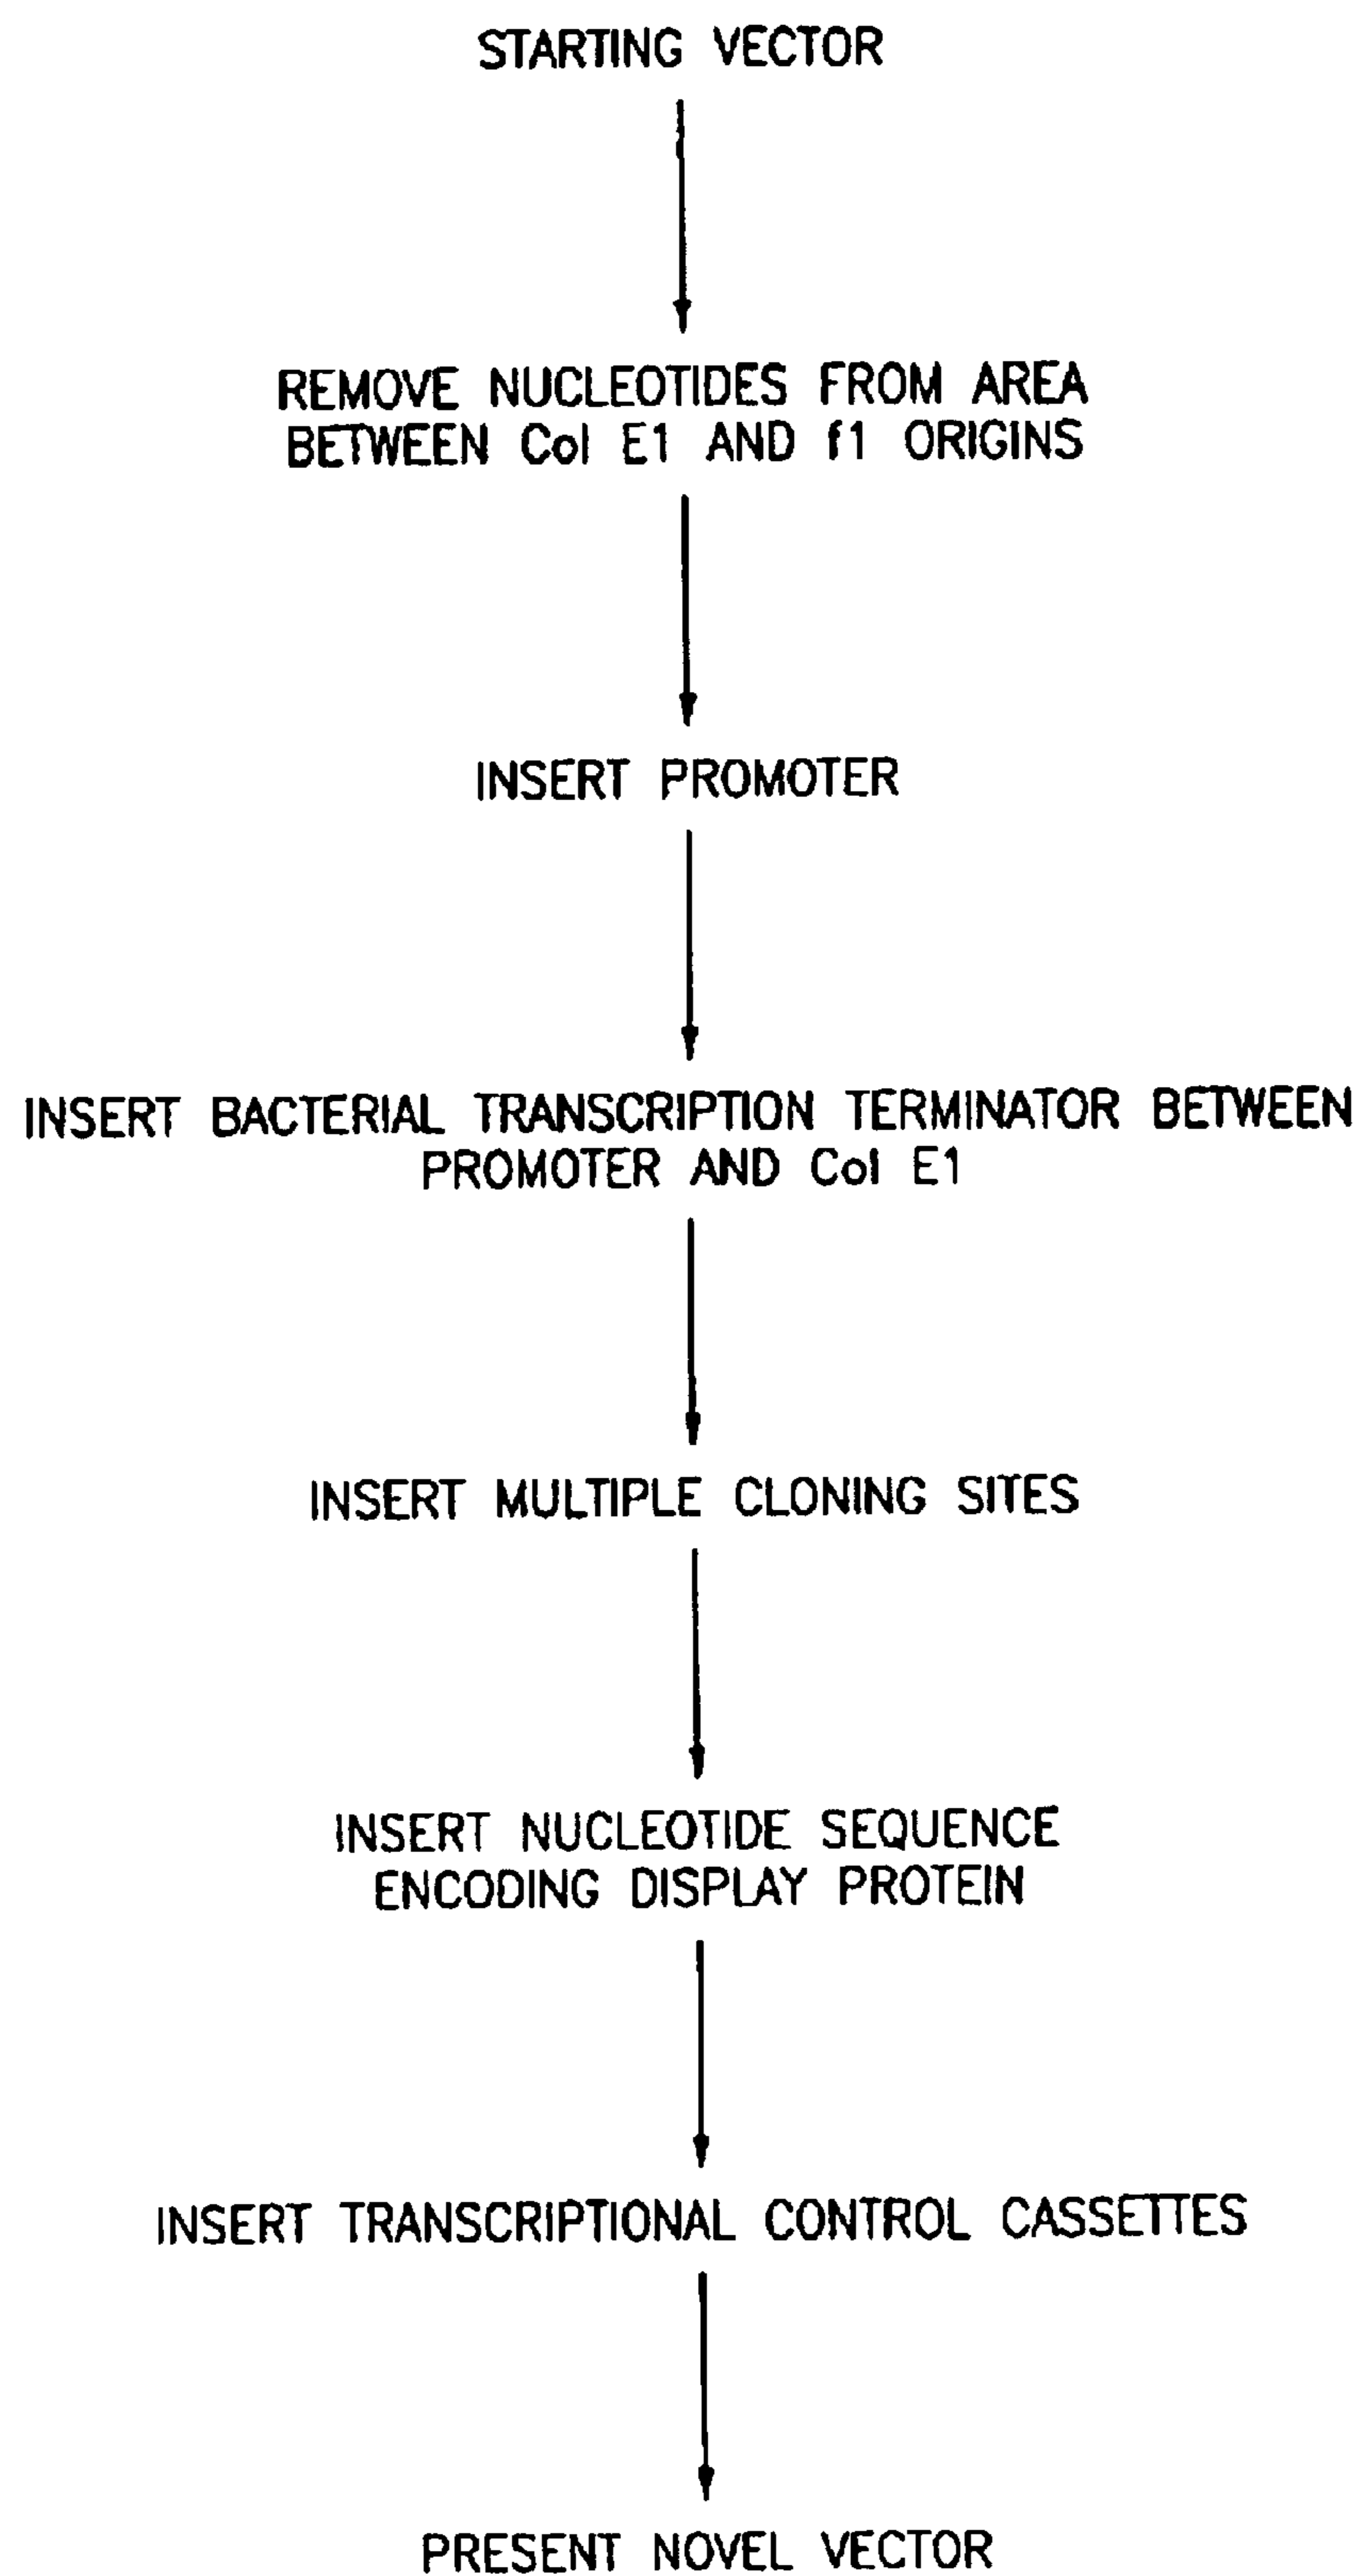 STARTING VECTOR
REMOVE NUCLEOTIDES FROM AREA
BETWEEN Col E1 AND f1 ORIGINS
INSERT PROMOTER
INSERT BACTERIAL TRANSCRIPTION TERMINATOR BETWEEN
PROMOTER AND Col E1
INSERT MULTIPLE CLONING SITES
INSERT NUCLEOTIDE SEQUENCE
ENCODING DISPLAY PROTEIN
INSERT TRANSCRIPTIONAL CONTROL CASSETTES
PRESENT NOVEL VECTOR